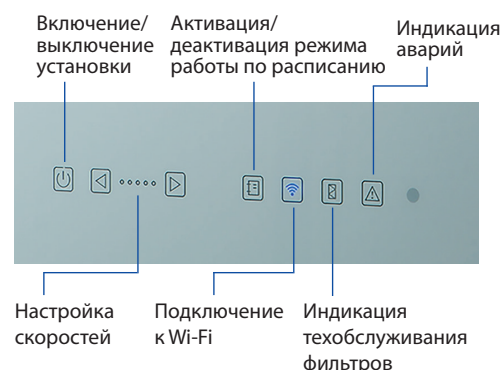 Включение/
выключение
установки
Активация/
деактивация режима
работы по расписанию
Индикация
аварий
Настройка
скоростей
Подключение
к Wi-Fi
Индикация
техобслуживания
фильтров